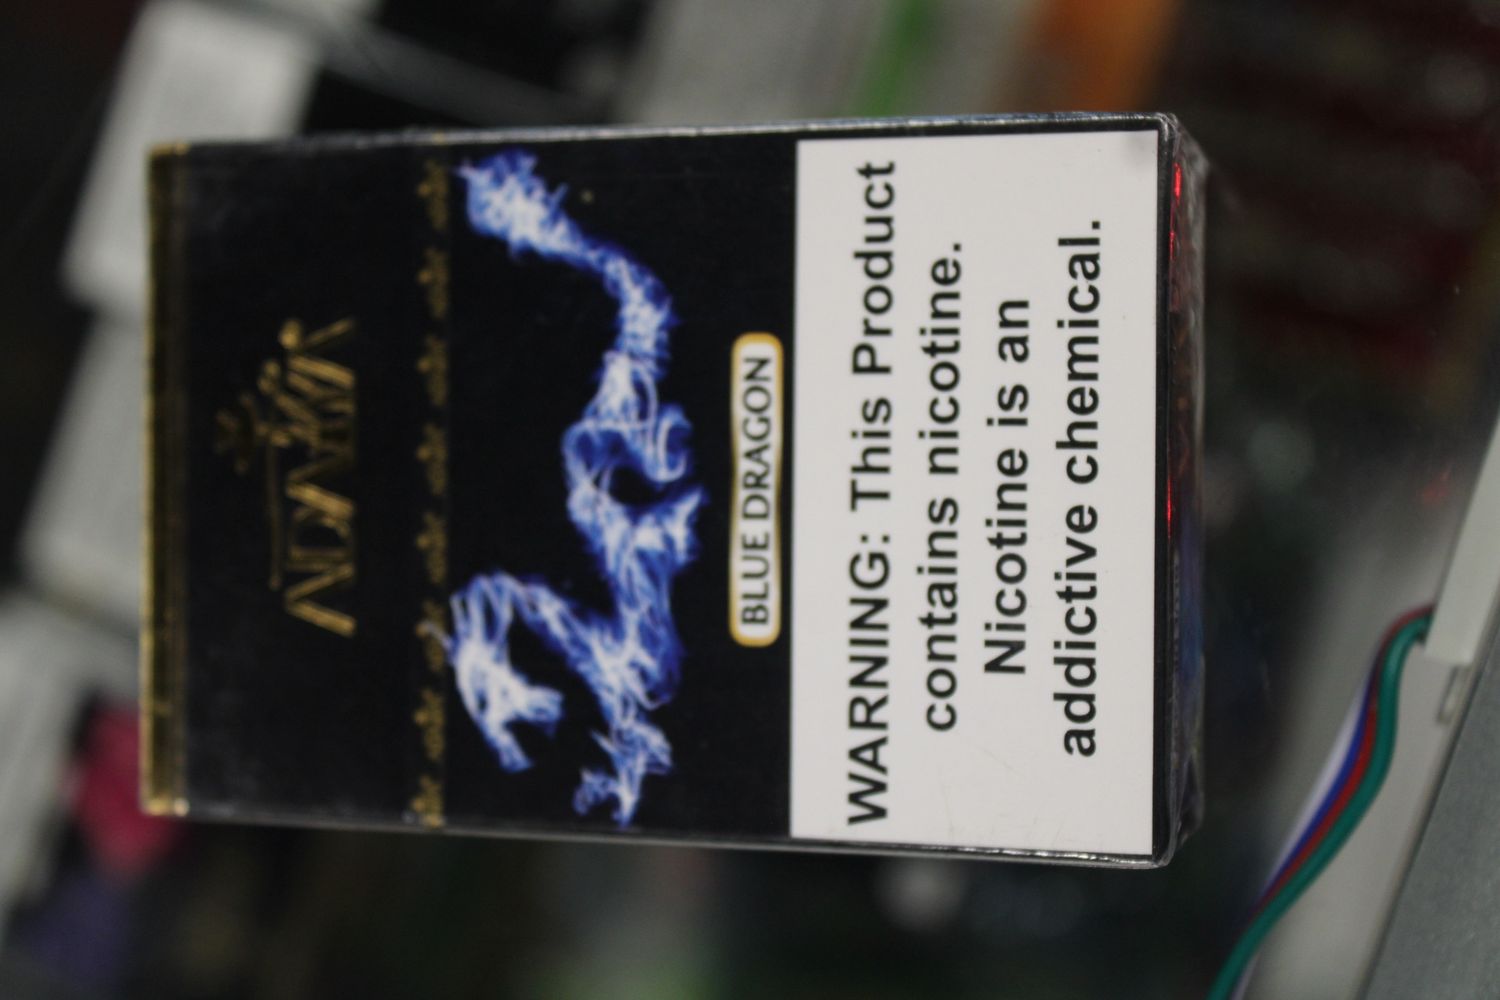 BLUE DRAGON
WARNING: This Product
contains nicotine.
Nicotine is an
addictive chemical.